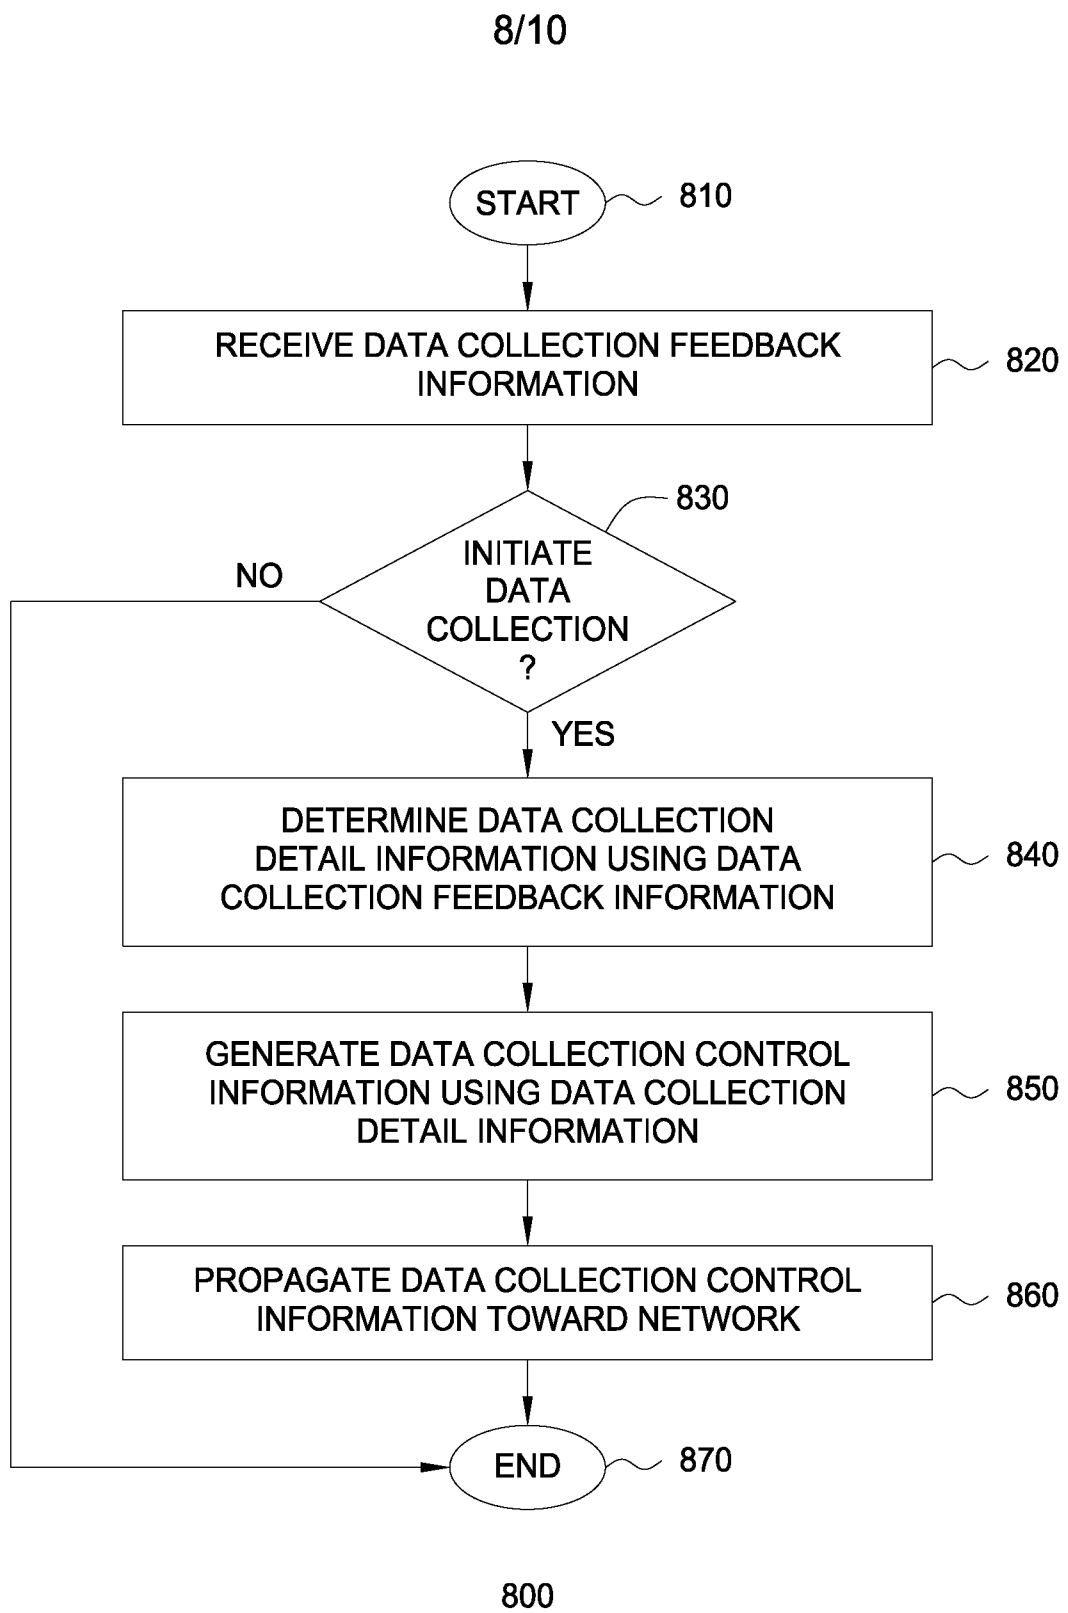 8/10
START
810
RECEIVE DATA COLLECTION FEEDBACK
INFORMATION
820
830
INITIATE
DATA
COLLECTION
?
NO
YES
DETERMINE DATA COLLECTION
DETAIL INFORMATION USING DATA
COLLECTION FEEDBACK INFORMATION
840
GENERATE DATA COLLECTION CONTROL
INFORMATION USING DATA COLLECTION
DETAIL INFORMATION
850
PROPAGATE DATA COLLECTION CONTROL
INFORMATION TOWARD NETWORK
860
END
870
800